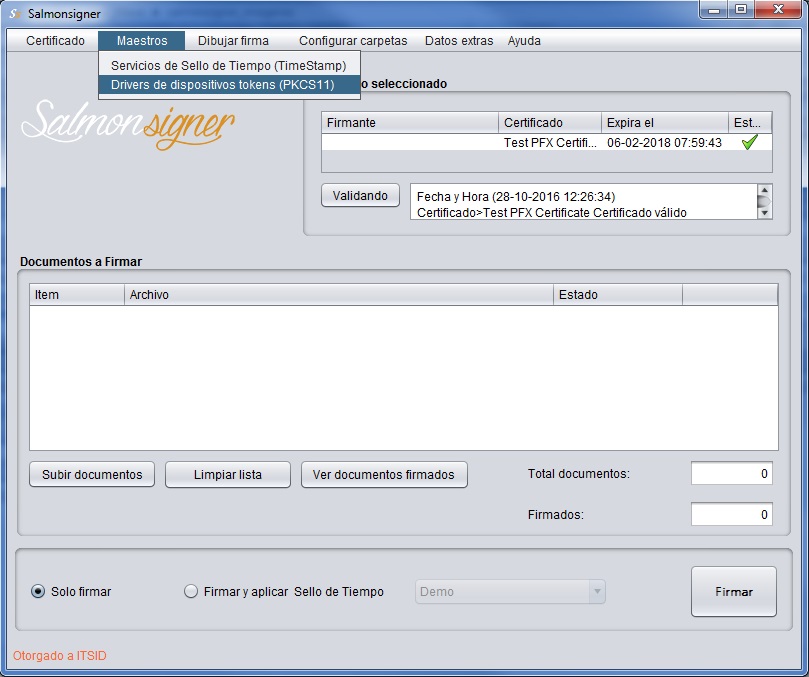 Salmonsigner
Certificado Maestros Dibujar firma Configurar carpetas Datos extras Ayuda
Servicios de Sello de Tiempo (TimeStamp)
Drivers de dispositivos tokens (PKCS11)
o seleccionado
Salmonsigner
Firmante Certificado Expira el Est...
Test PFX Certifi... 06-02-2018 07:59:43
Validando
Fecha y Hora (28-10-2016 12:26:34)
Certificado>Test PFX Certificate Certificado válido
Documentos a Firmar
Item Archivo Estado
Subir documentos Limpiar lista Ver documentos firmados Total documentos: 0
Firmados: 0
Solo firmar Firmar y aplicar Sello de Tiempo Demo Firmar
Otorgado a ITSID